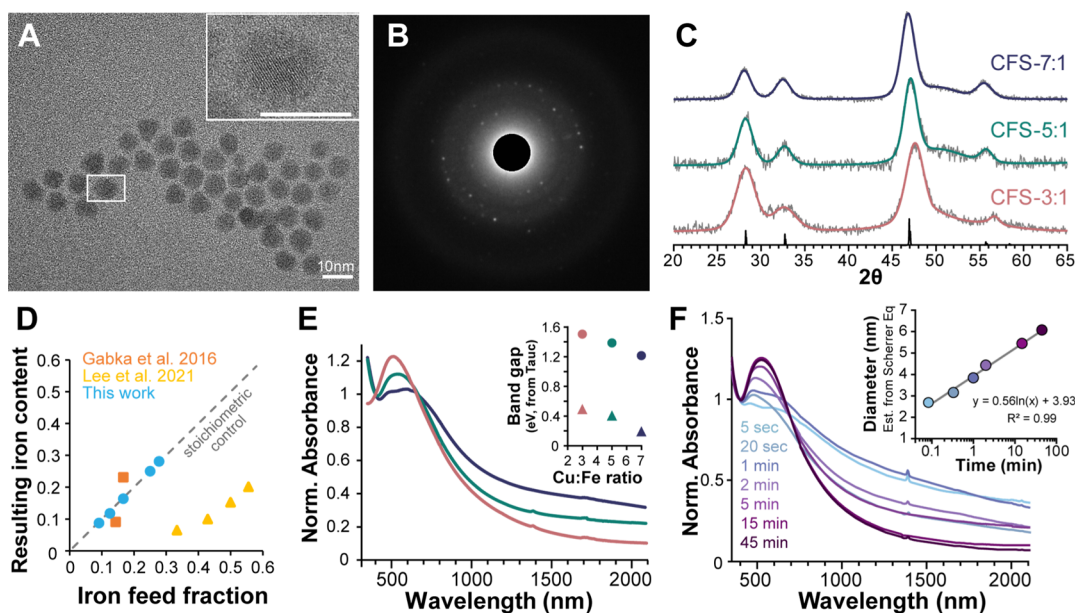 A
10nm
B
C
CFS-7:1
CFS-5:1
CFS-3:1
20 25 30 35 40 45 50 55 60 65
2θ
D
Resulting iron content
0.6
0.5
0.4
0.3
0.2
0.1
0
Gabka et al. 2016
Lee et al. 2021
This work
stoichiometric
control
0 0.1 0.2 0.3 0.4 0.5 0.6
Iron feed fraction
E
Norm. Absorbance
1.2
1
0.8
0.6
0.4
0.2
0
500 1000 1500 2000
Wavelength (nm)
Band gap
(eV, from Tauc)
1.6
1.2
0.8
0.4
0
2 3 4 5 6 7
Cu:Fe ratio
F
Norm. Absorbance
1.5
1
0.5
0
5 sec
20 sec
1 min
2 min
5 min
15 min
45 min
500 1000 1500 2000
Wavelength (nm)
Diameter (nm)
Est. from Scherrer Eq
7
6
5
4
3
2
1
y = 0.56ln(x) + 3.93
R² = 0.99
0.1 1 10 100
Time (min)